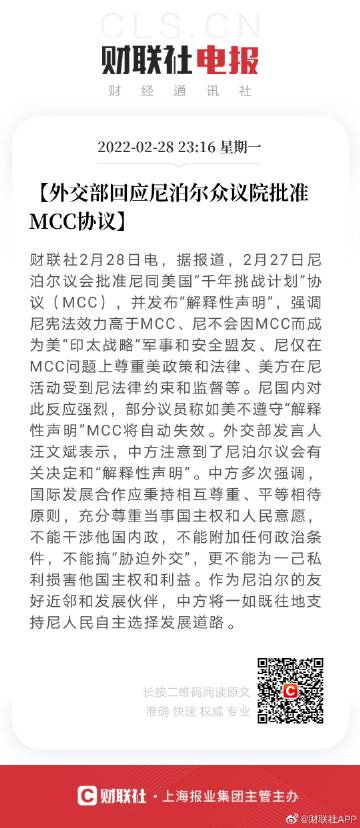 CLS.CN
财联社电报
财经通讯社
2022-02-28 23:16 星期一
【外交部回应尼泊尔众议院批准
MCC协议】
财联社2月28日电，据报道，2月27日尼
泊尔议会批准尼同美国“千年挑战计划”协
议（MCC），并发布“解释性声明”，强调
尼宪法效力高于MCC、尼不会因MCC而成
为美“印太战略”军事和安全盟友、尼仅在
MCC问题上尊重美政策和法律、美方在尼
活动受到尼法律约束和监督等。尼国内对
此反应强烈，部分议员称如美不遵守“解释
性声明”MCC将自动失效。外交部发言人
汪文斌表示，中方注意到了尼泊尔议会有
关决定和“解释性声明”。中方多次强调，
国际发展合作应秉持相互尊重、平等相待
原则，充分尊重当事国主权和人民意愿，
不能干涉他国内政，不能附加任何政治条
件，不能搞“胁迫外交”，更不能为一己私
利损害他国主权和利益。作为尼泊尔的友
好近邻和发展伙伴，中方将一如既往地支
持尼人民自主选择发展道路。
长按二维码阅读原文
准确 快速 权威 专业
财联社·上海报业集团主管主办
@财联社APP